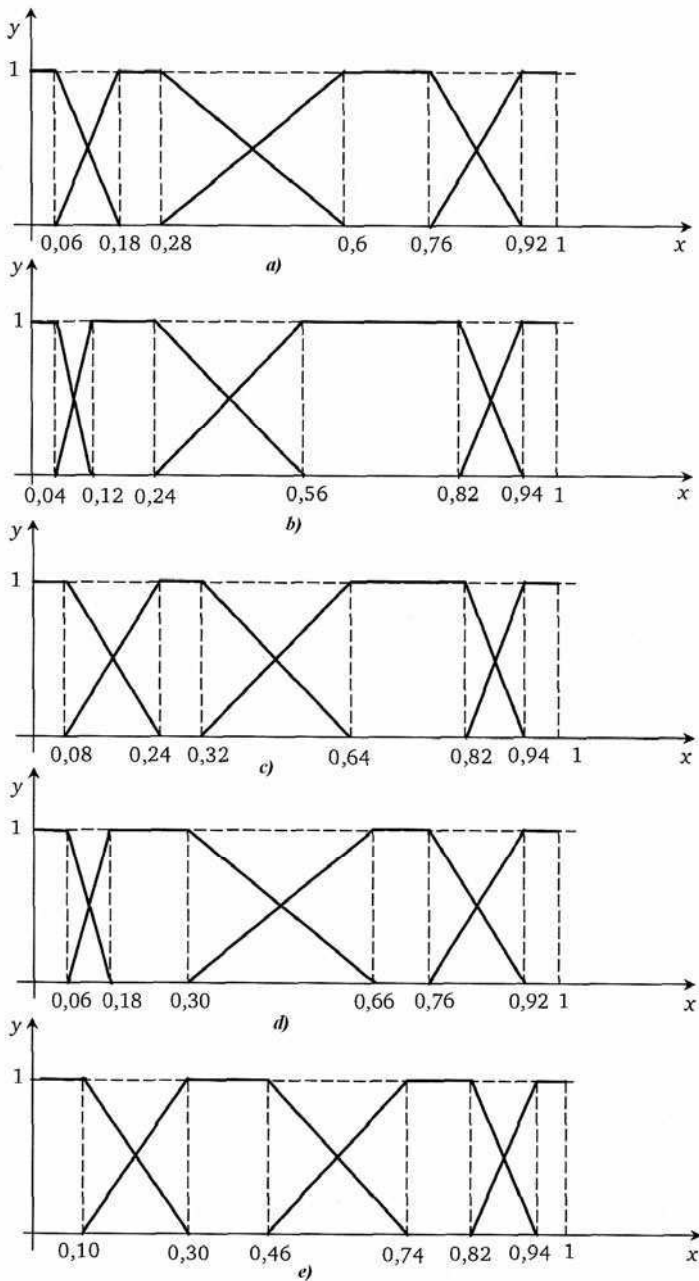 y
1
0,06 0,18 0,28 0,6 0,76 0,92 1 x
a)
y
1
0,04 0,12 0,24 0,56 0,82 0,94 1 x
b)
y
1
0,08 0,24 0,32 0,64 0,82 0,94 1 x
c)
y
1
0,06 0,18 0,30 0,66 0,76 0,92 1 x
d)
y
1
0,10 0,30 0,46 0,74 0,82 0,94 1 x
e)